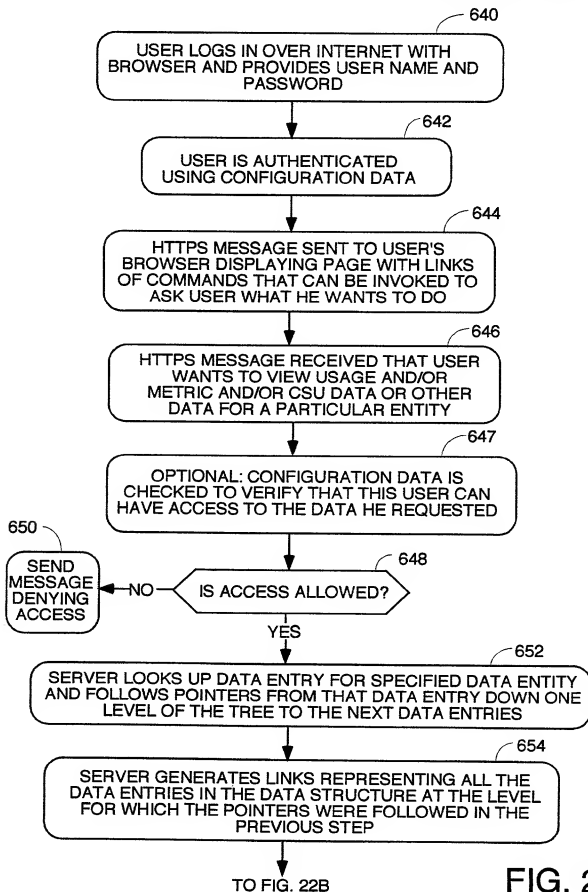 640
USER LOGS IN OVER INTERNET WITH
BROWSER AND PROVIDES USER NAME AND
PASSWORD
642
USER IS AUTHENTICATED
USING CONFIGURATION DATA
644
HTTPS MESSAGE SENT TO USER'S
BROWSER DISPLAYING PAGE WITH LINKS
OF COMMANDS THAT CAN BE INVOKED TO
ASK USER WHAT HE WANTS TO DO
646
HTTPS MESSAGE RECEIVED THAT USER
WANTS TO VIEW USAGE AND/OR
METRIC AND/OR CSU DATA OR OTHER
DATA FOR A PARTICULAR ENTITY
647
OPTIONAL: CONFIGURATION DATA IS
CHECKED TO VERIFY THAT THIS USER CAN
HAVE ACCESS TO THE DATA HE REQUESTED
650
SEND
MESSAGE
DENYING
ACCESS
NO
648
IS ACCESS ALLOWED?
YES
652
SERVER LOOKS UP DATA ENTRY FOR SPECIFIED DATA ENTITY
AND FOLLOWS POINTERS FROM THAT DATA ENTRY DOWN ONE
LEVEL OF THE TREE TO THE NEXT DATA ENTRIES
654
SERVER GENERATES LINKS REPRESENTING ALL THE
DATA ENTRIES IN THE DATA STRUCTURE AT THE LEVEL
FOR WHICH THE POINTERS WERE FOLLOWED IN THE
PREVIOUS STEP
TO FIG. 22B
FIG.